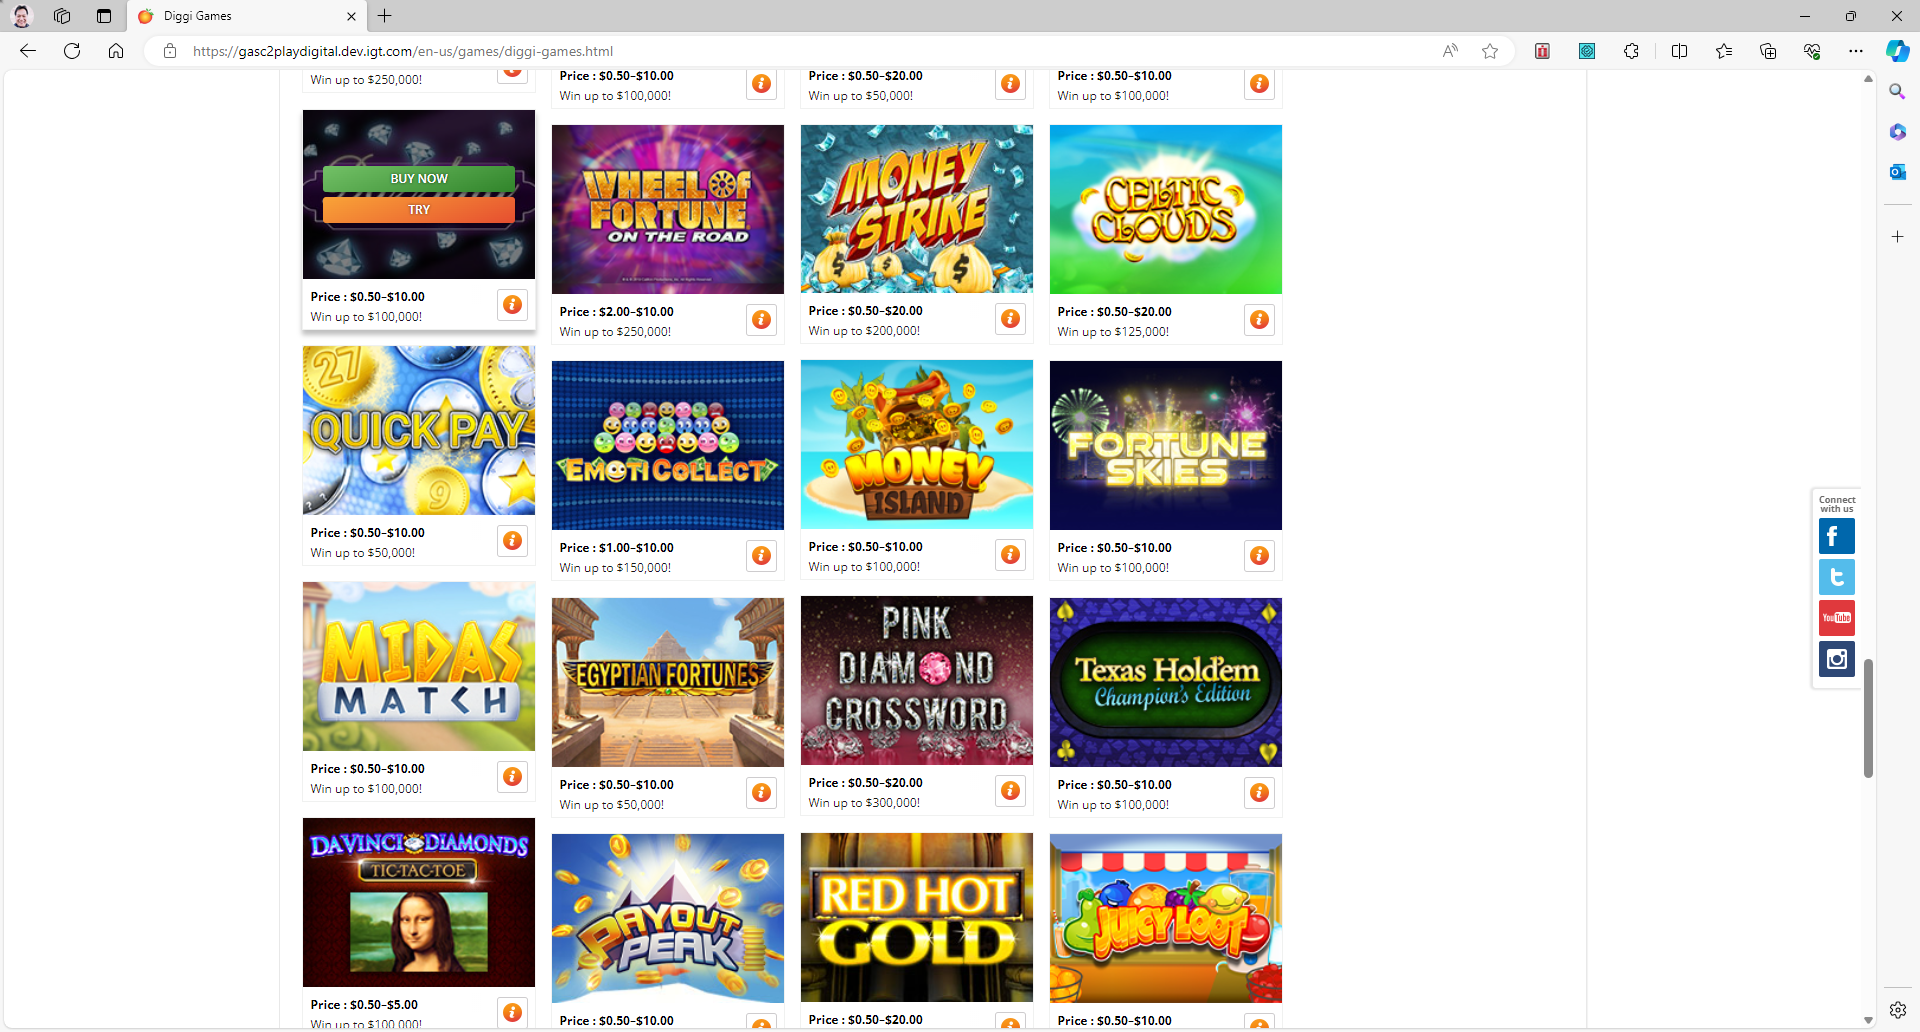 Diggi Games
https://gasc2playdigital.dev.igt.com/en-us/games/diggi-games.html
Win up to $250,000!
Price : $0.50–$10.00
Win up to $100,000!
Price : $0.50–$20.00
Win up to $50,000!
Price : $0.50–$10.00
Win up to $100,000!
BUY NOW
TRY
Price : $0.50–$10.00
Win up to $100,000!
WHEEL OF
FORTUNE
ON THE ROAD
Price : $2.00–$10.00
Win up to $250,000!
MONEY
STRIKE
Price : $0.50–$20.00
Win up to $200,000!
CELTIC
CLOUDS
Price : $0.50–$20.00
Win up to $125,000!
27
QUICK PAY
9
Price : $0.50–$10.00
Win up to $50,000!
EMOTICOLLECT
Price : $1.00–$10.00
Win up to $150,000!
MONEY
ISLAND
Price : $0.50–$10.00
Win up to $100,000!
FORTUNE
SKIES
Price : $0.50–$10.00
Win up to $100,000!
Connect
with us
f
t
YouTube
MIDAS
MATCH
Price : $0.50–$10.00
Win up to $100,000!
EGYPTIAN FORTUNES
Price : $0.50–$10.00
Win up to $50,000!
PINK
DIAMOND
CROSSWORD
Price : $0.50–$20.00
Win up to $300,000!
Texas Hold'em
Champion's Edition
Price : $0.50–$10.00
Win up to $100,000!
DAVINCI DIAMONDS
TIC-TAC-TOE
Price : $0.50–$5.00
Win up to $100,000!
PAYOUT
PEAK
Price : $0.50–$10.00
RED HOT
GOLD
Price : $0.50–$20.00
JUICY LOOT
Price : $0.50–$10.00